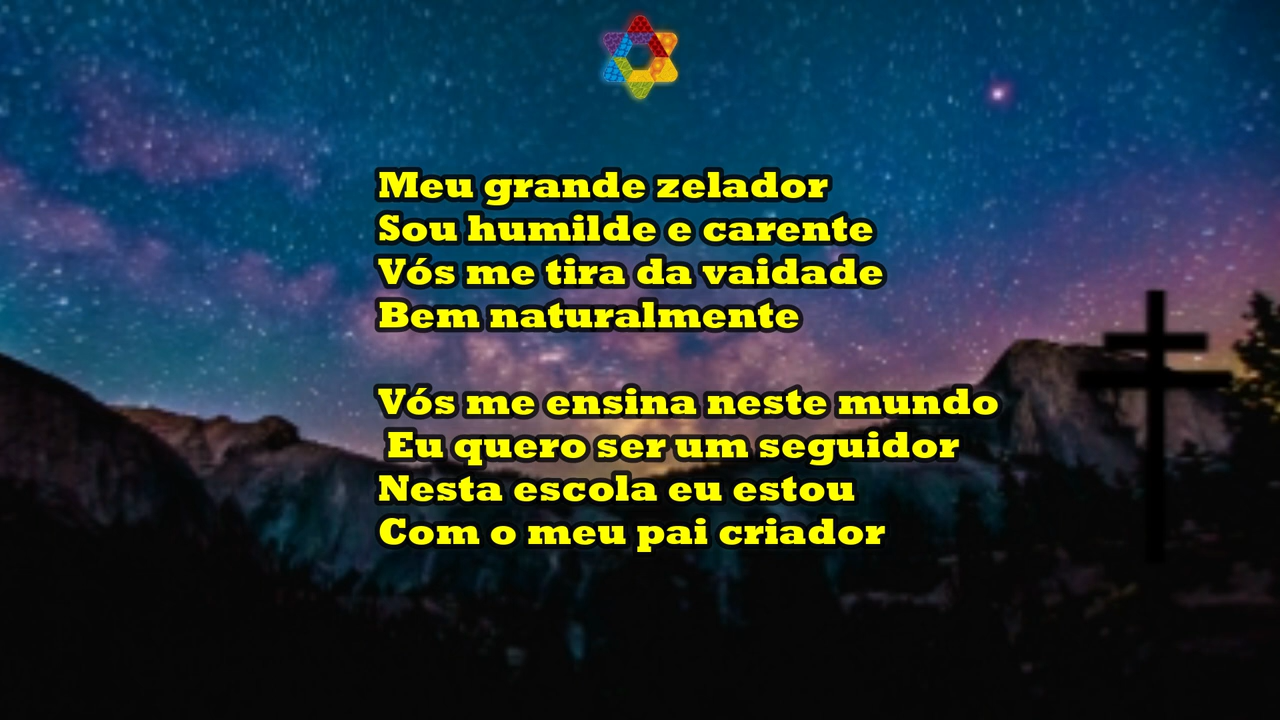 Meu grande zelador
Sou humilde e carente
Vós me tira da vaidade
Bem naturalmente
Vós me ensina neste mundo
Eu quero ser um seguidor
Nesta escola eu estou
Com o meu pai criador